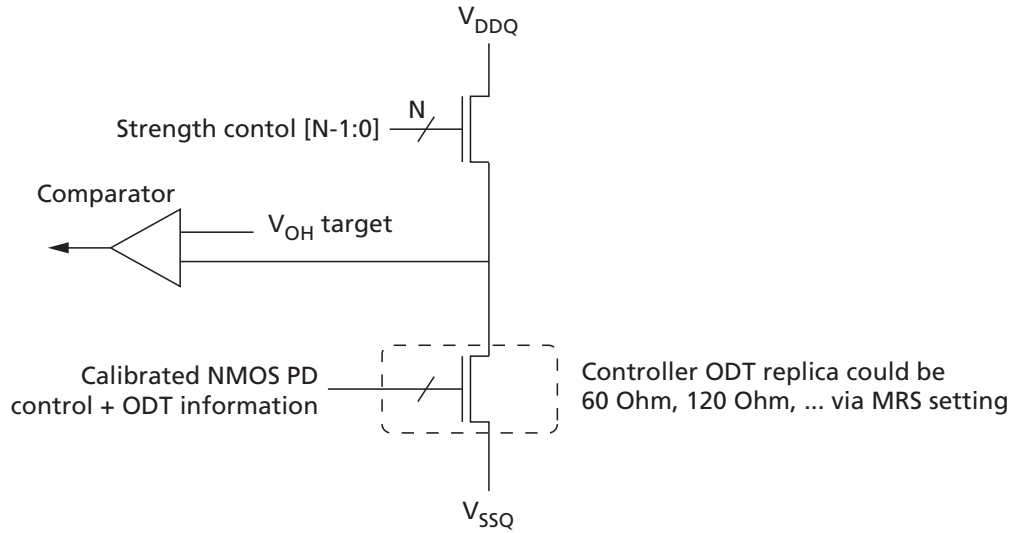 VDDQ
N
Strength contol [N-1:0]
Comparator
VOH target
Calibrated NMOS PD
control + ODT information
Controller ODT replica could be
60 Ohm, 120 Ohm, ... via MRS setting
VSSQ